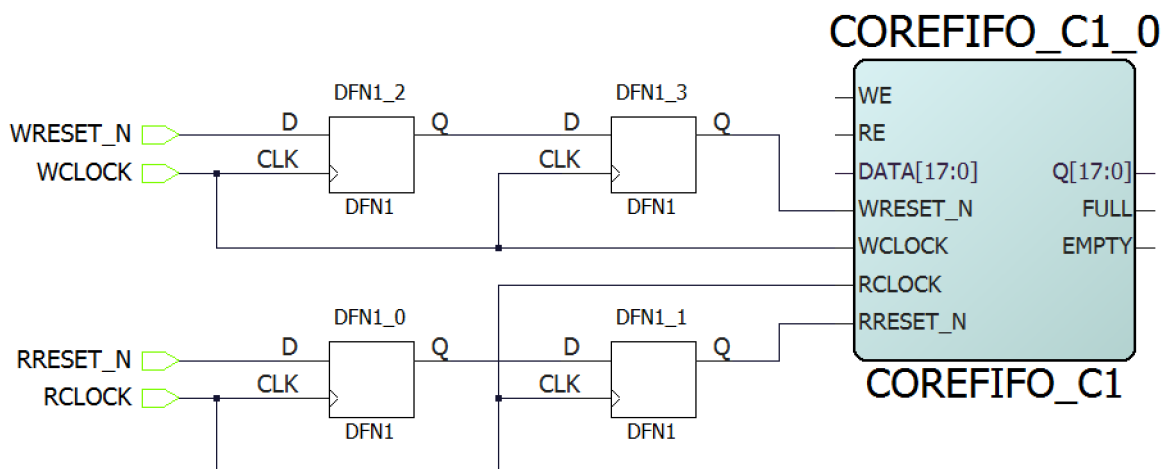 COREFIFO_C1_0
DFN1_2
DFN1_3
WE
WRESET_N
D
Q
D
Q
RE
WCLOCK
CLK
CLK
DATA[17:0]
Q[17:0]
DFN1
DFN1
WRESET_N
FULL
WCLOCK
EMPTY
RCLOCK
DFN1_0
DFN1_1
RRESET_N
RRESET_N
D
Q
D
Q
RCLOCK
CLK
CLK
COREFIFO_C1
DFN1
DFN1